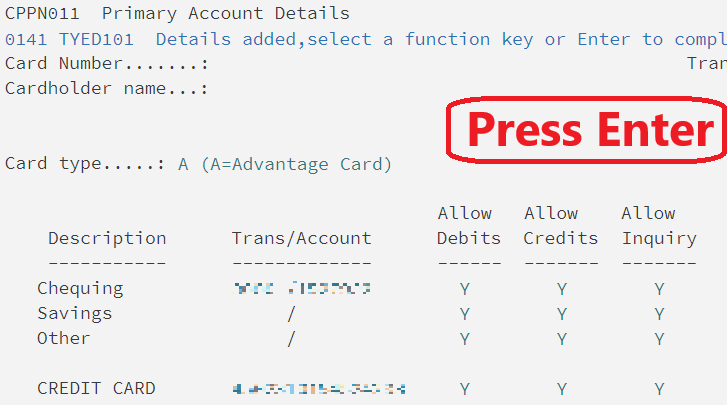 CPPN011  Primary Account Details
0141 TYED101  Details added,select a function key or Enter to compl
Card Number.......:  Tran
Cardholder name...:
Press Enter
Card type.....: A (A=Advantage Card)
Allow  Allow  Allow
Description  Trans/Account  Debits  Credits  Inquiry
-----------  -------------  ------  -------  -------
Chequing  Y  Y  Y
Savings  /  Y  Y  Y
Other  /  Y  Y  Y
CREDIT CARD  Y  Y  Y